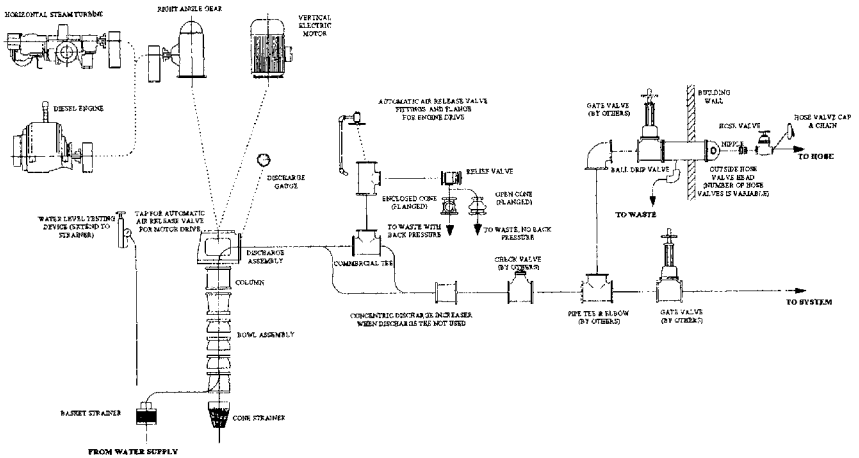 HORIZONTAL STEAM TURBINE
RIGHT ANGLE GEAR
VERTICAL
ELECTRIC
MOTOR
DIESEL ENGINE
DISCHARGE
GAUGE
AUTOMATIC AIR RELEASE VALVE
FITTINGS AND FLANGE
FOR ENGINE DRIVE
GATE VALVE
(BY OTHERS)
BUILDING
WALL
HOSE VALVE
HOSE VALVE CAP
& CHAIN
NIPPLE
TO HOSE
BALL DRIP VALVE
OUTSIDE HOSE
VALVE HEAD
(NUMBER OF HOSE
VALVES IS VARIABLE)
TO WASTE
RELIEF VALVE
ENCLOSED CONE
(FLANGED)
OPEN CONE
(FLANGED)
TO WASTE WITH
BACK PRESSURE
TO WASTE, NO BACK
PRESSURE
WATER LEVEL TESTING
DEVICE (EXTEND TO
STRAINER)
TAP FOR AUTOMATIC
AIR RELEASE VALVE
FOR MOTOR DRIVE
DISCHARGE
ASSEMBLY
COMMERCIAL TEE
CHECK VALVE
(BY OTHERS)
COLUMN
CONCENTRIC DISCHARGE INCREASER
WHEN DISCHARGE TEE NOT USED
PIPE TEE & ELBOW
(BY OTHERS)
GATE VALVE
(BY OTHERS)
TO SYSTEM
BOWL ASSEMBLY
BASKET STRAINER
CONE STRAINER
FROM WATER SUPPLY